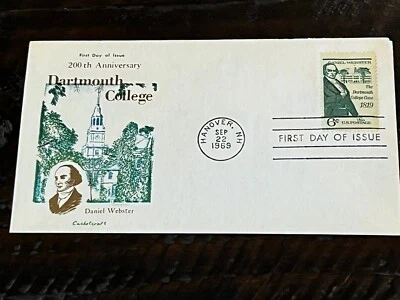 First Day of Issue
200th Anniversary
Dartmouth
College
Daniel Webster
Cachetcraft
HANOVER, NH
SEP
22
1969
FIRST DAY OF ISSUE
DANIEL WEBSTER
The
Dartmouth
College Case
1819
6c
U.S. POSTAGE